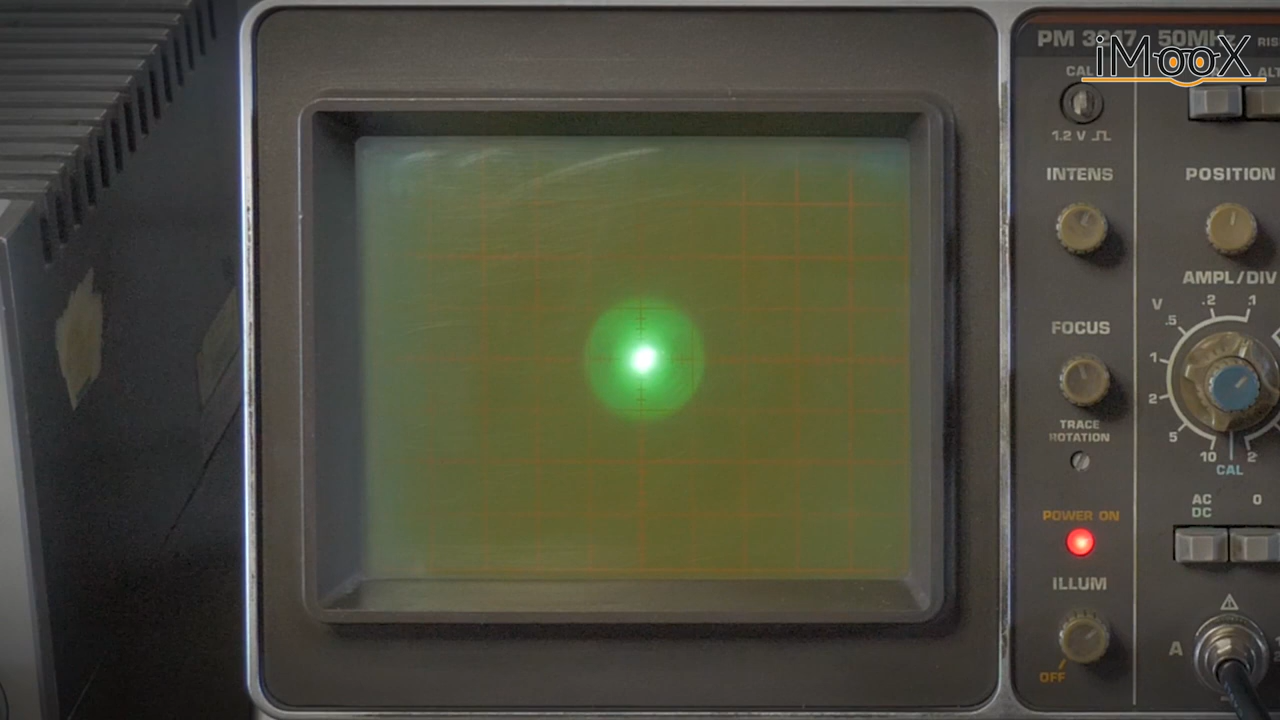 PM 3217 50MHz
iMooX
CAL
ALT
1.2 V
INTENS
POSITION
AMPL/DIV
V
.5
.2
.1
1
2
5
10
2
CAL
FOCUS
TRACE
ROTATION
POWER ON
AC
DC
0
ILLUM
OFF
A